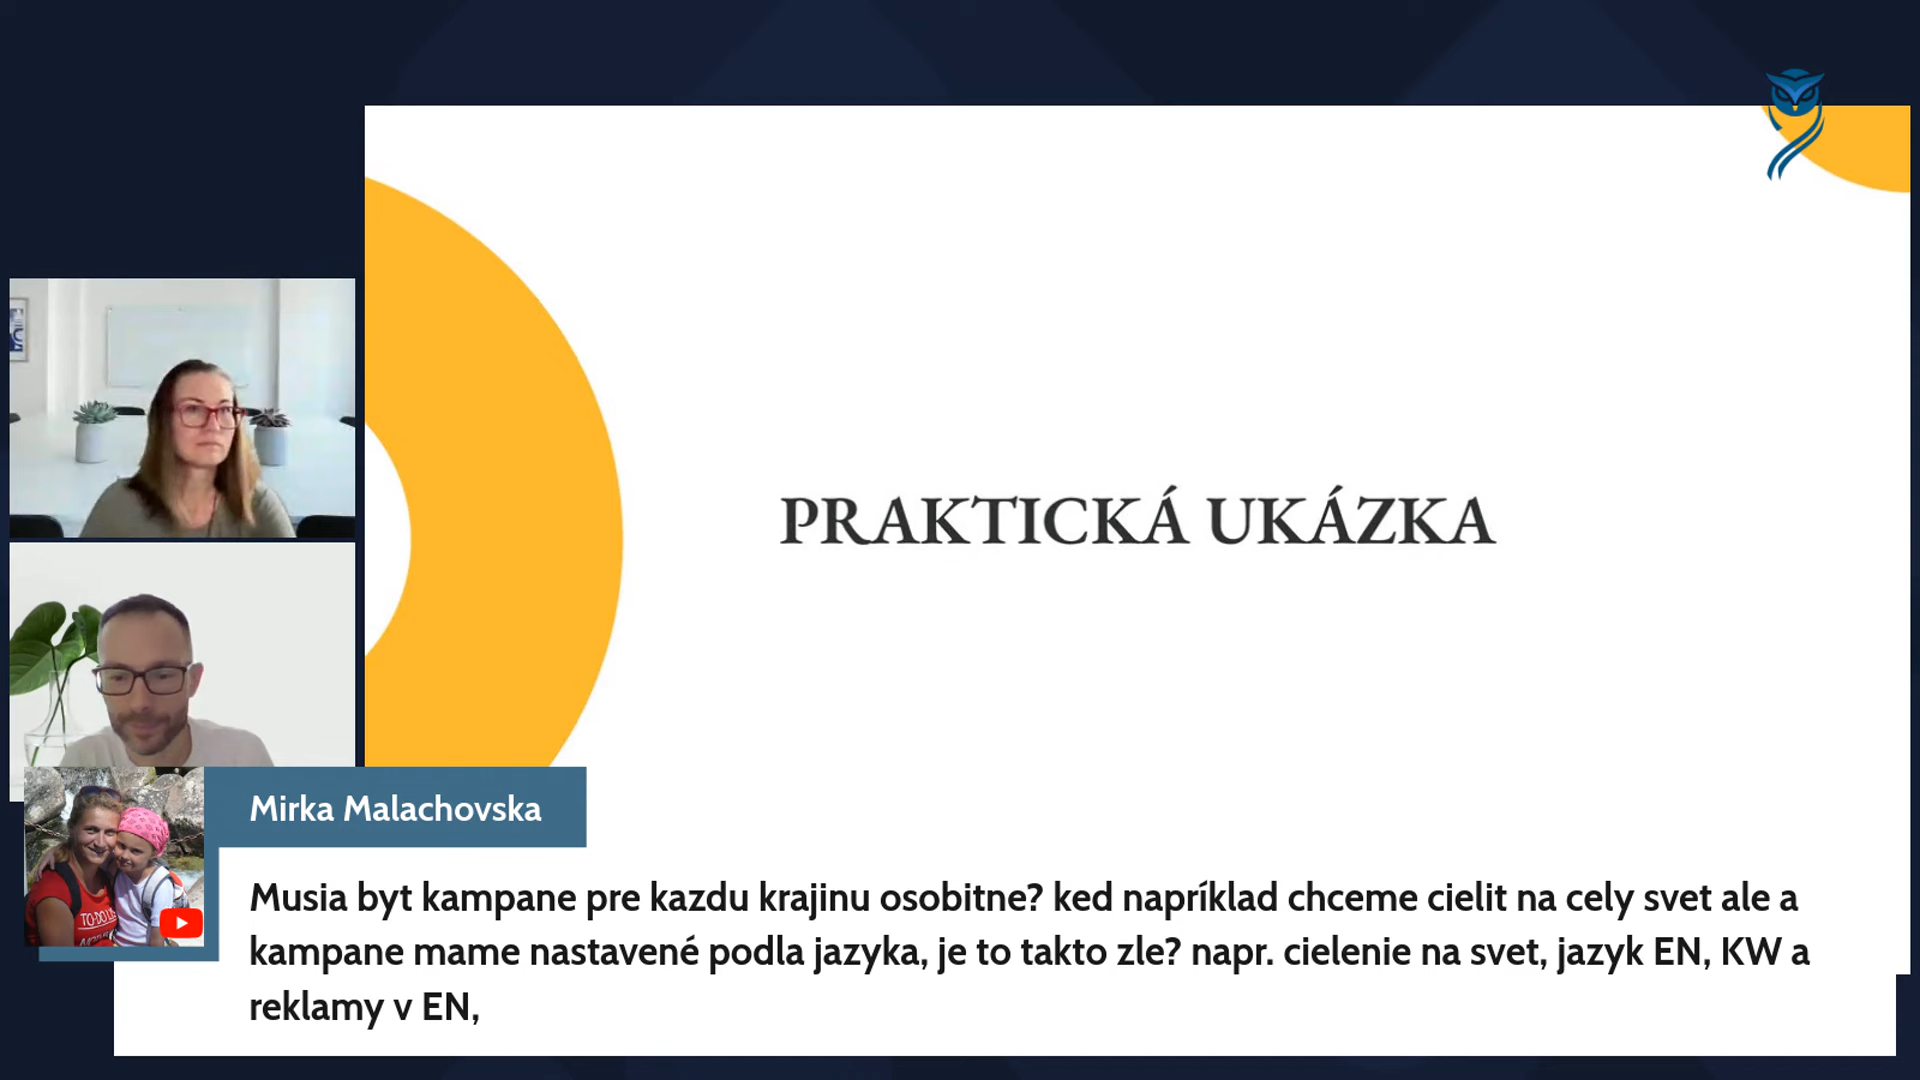 PRAKTICKÁ UKÁZKA
Mirka Malachovska
Musia byt kampane pre kazdu krajinu osobitne? ked napríklad chceme cielit na cely svet ale a
kampane mame nastavené podla jazyka, je to takto zle? napr. cielenie na svet, jazyk EN, KW a
reklamy v EN,